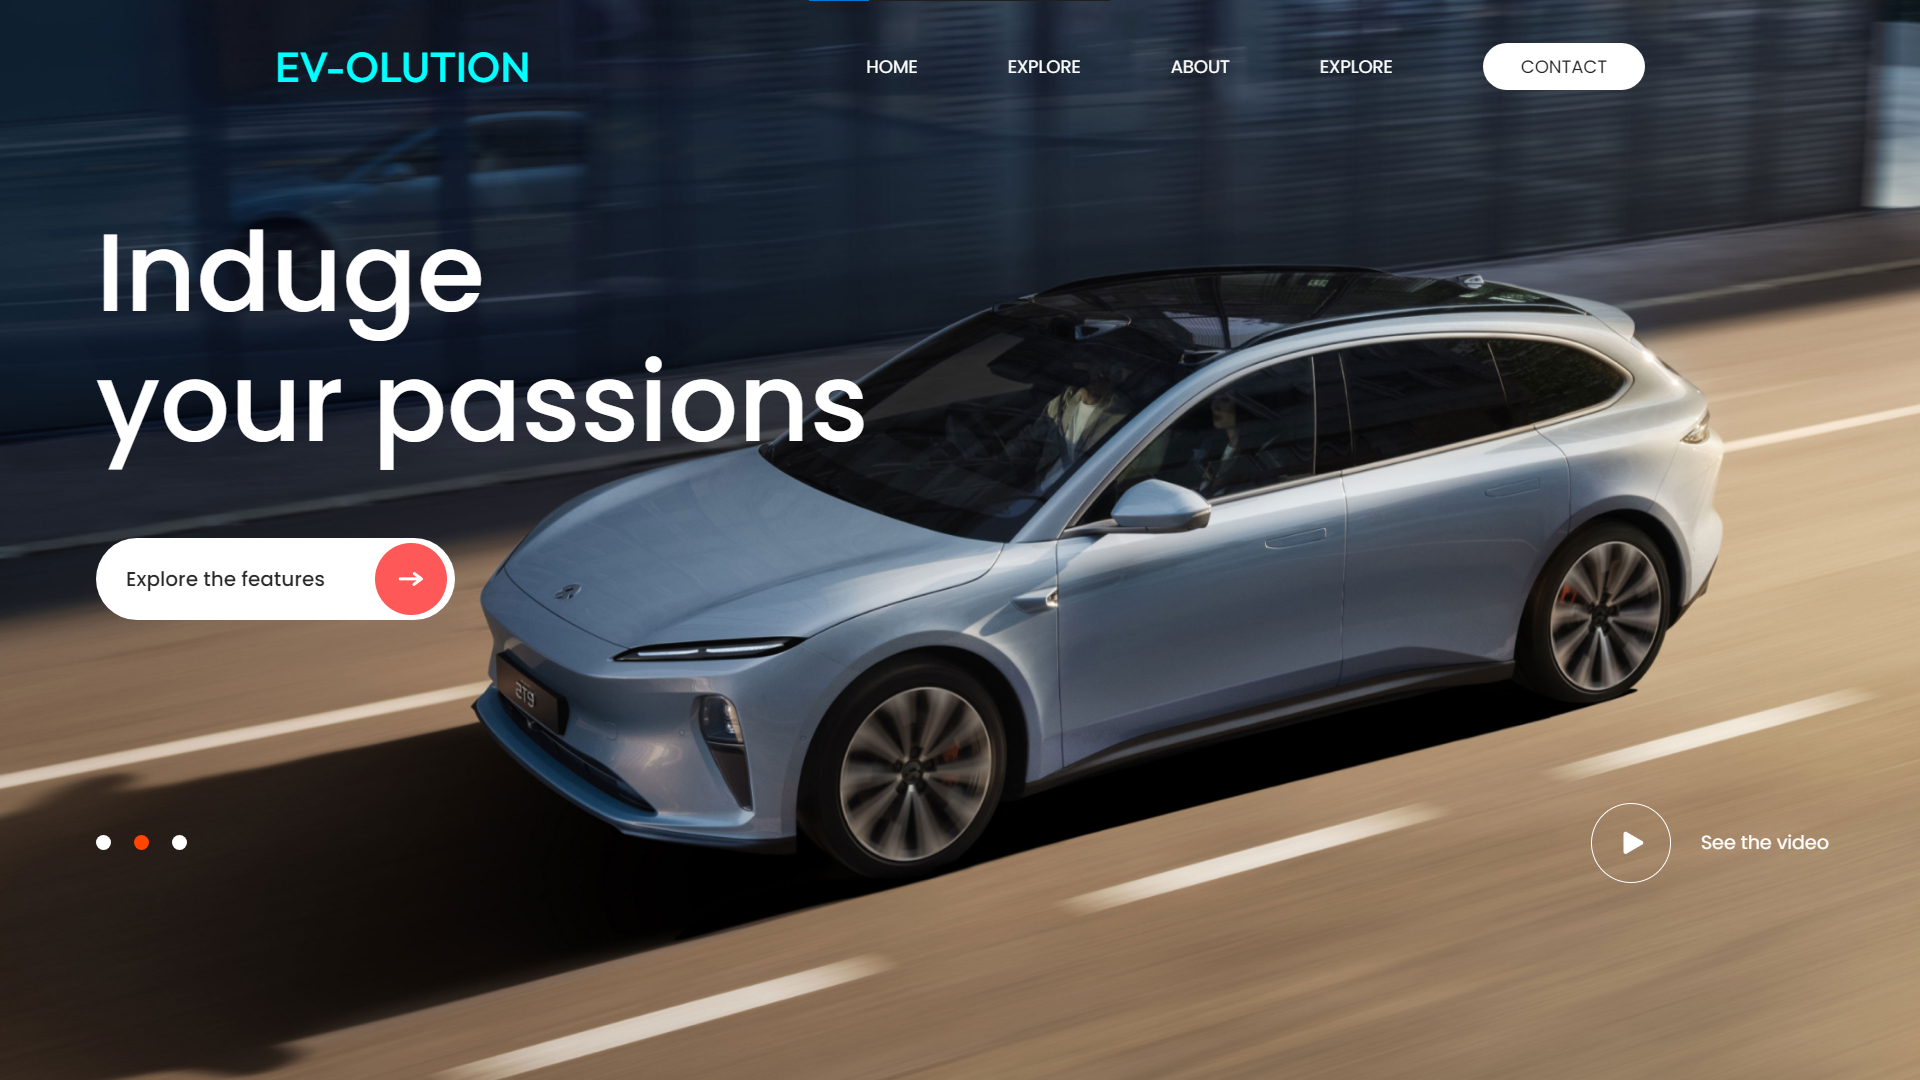 EV-OLUTION
HOME
EXPLORE
ABOUT
EXPLORE
CONTACT
Induge
your passions
Explore the features
See the video